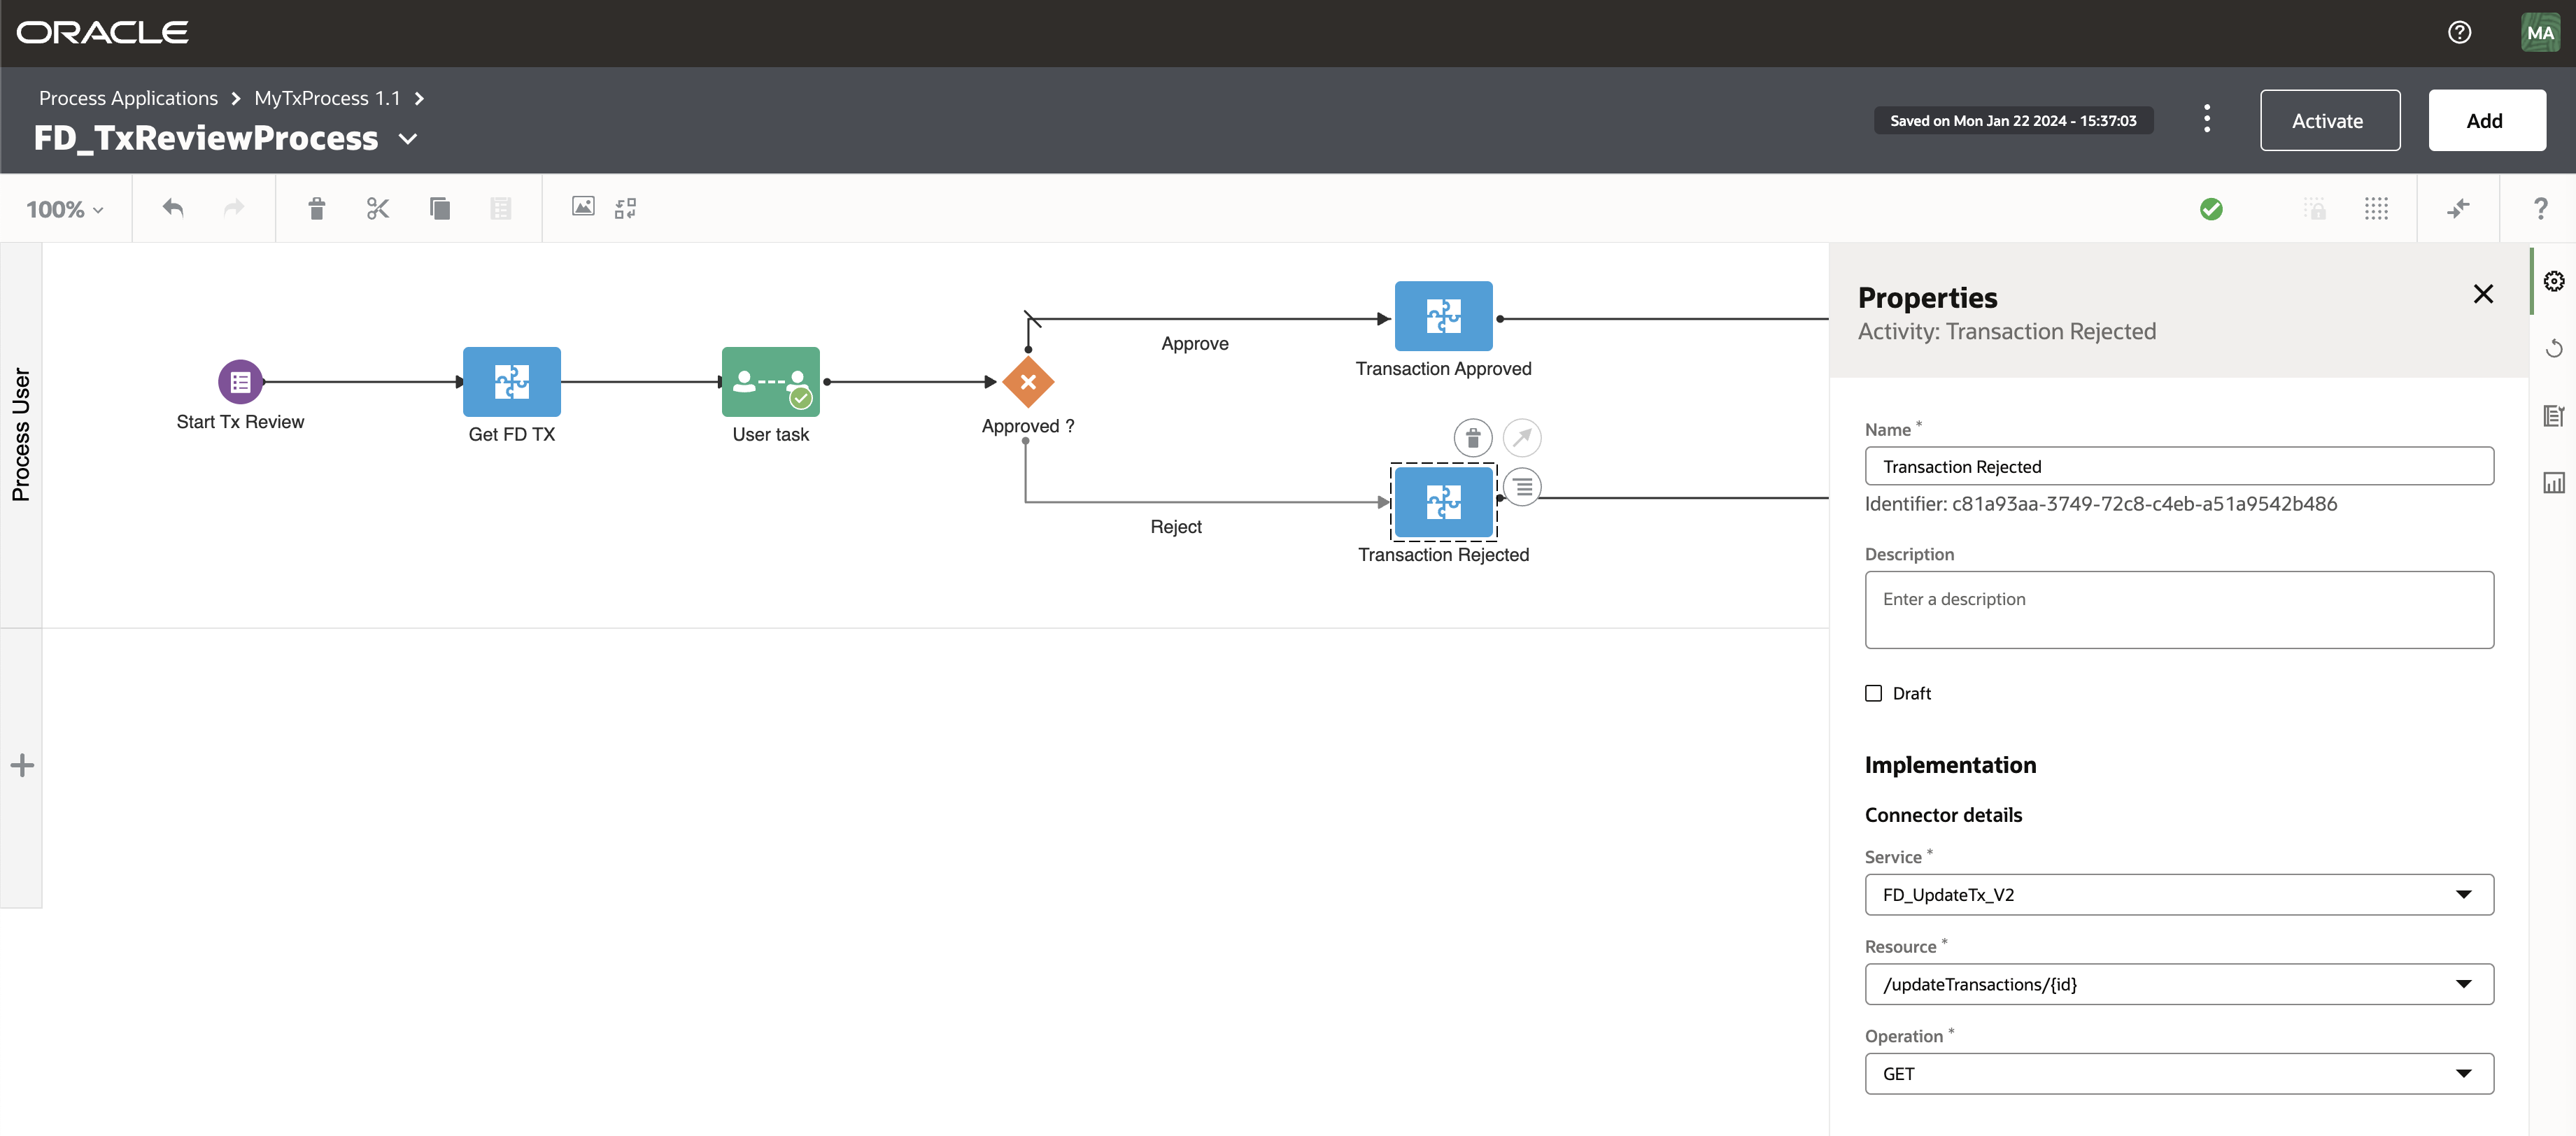 ORACLE
MA
Process Applications > MyTxProcess 1.1 >
FD_TxReviewProcess
Saved on Mon Jan 22 2024 - 15:37:03
Activate
Add
100%
?
Process User
Start Tx Review
Get FD TX
User task
Approved ?
Approve
Reject
Transaction Approved
Transaction Rejected
Properties
Activity: Transaction Rejected
Name *
Transaction Rejected
Identifier: c81a93aa-3749-72c8-c4eb-a51a9542b486
Description
Enter a description
Draft
Implementation
Connector details
Service *
FD_UpdateTx_V2
Resource *
/updateTransactions/{id}
Operation *
GET